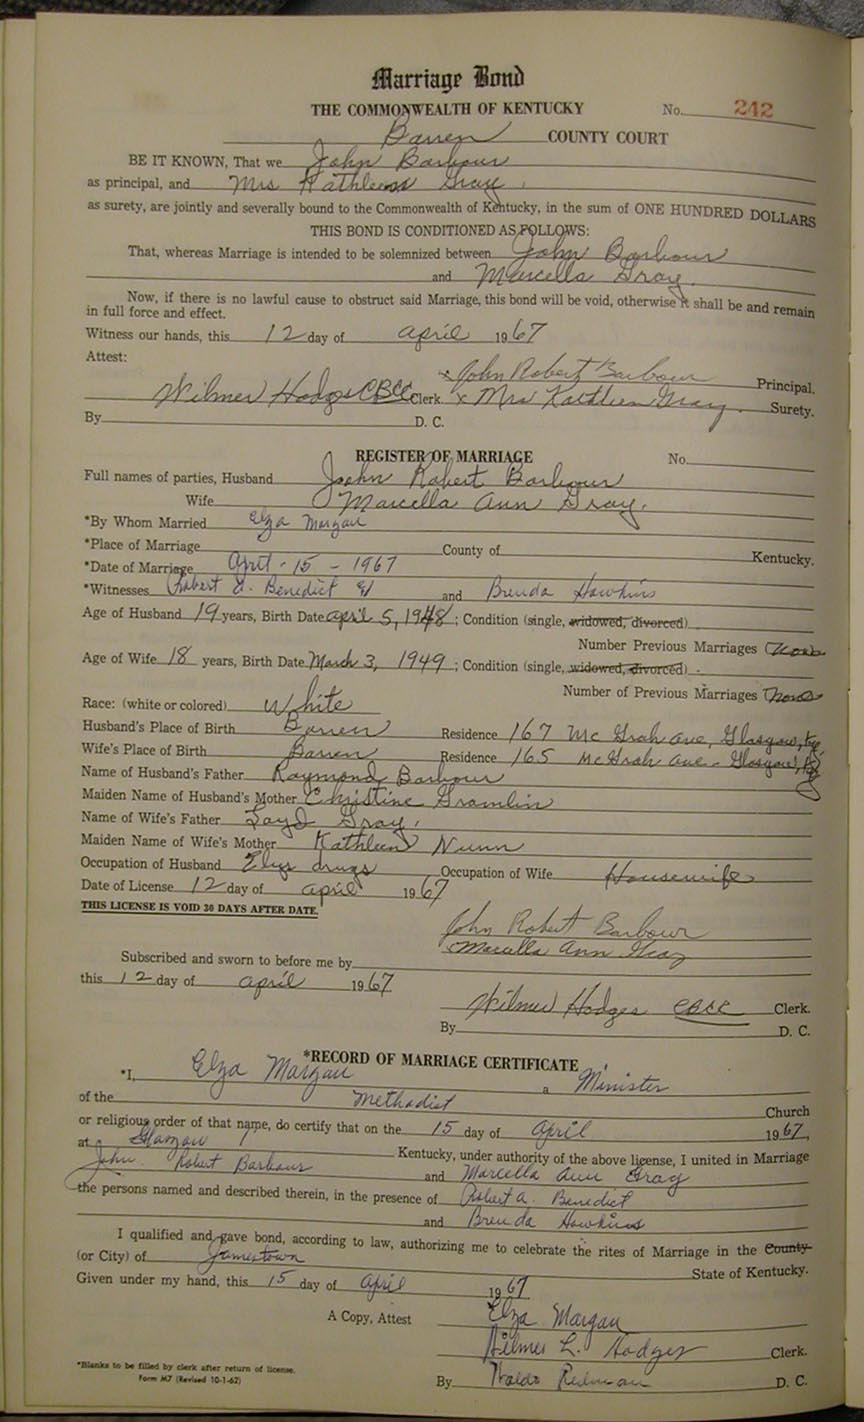 Marriage Bond
THE COMMONWEALTH OF KENTUCKY No. 242
Barren COUNTY COURT
BE IT KNOWN, That we John Barbour
as principal, and Mrs Kathleen Gray.
as surety, are jointly and severally bound to the Commonwealth of Kentucky, in the sum of ONE HUNDRED DOLLARS
THIS BOND IS CONDITIONED AS FOLLOWS:
That, whereas Marriage is intended to be solemnized between John Barbour
and Marcella Gray.
Now, if there is no lawful cause to obstruct said Marriage, this bond will be void, otherwise it shall be and remain
in full force and effect.
Witness our hands, this 12 day of April 1967
Attest:
x John Robert Barbour Principal.
Wilmer Hodges CBCC Clerk. x Mrs Kathleen Gray. Surety.
By D. C.
REGISTER OF MARRIAGE No.
Full names of parties, Husband John Robert Barbour
Wife Marcella Ann Gray.
*By Whom Married Elza Morgan
*Place of Marriage County of Kentucky.
*Date of Marriage April - 15 - 1967
*Witnesses Robert A. Benedict and Brenda Hawkins
Age of Husband 19 years, Birth Date April 5, 1948; Condition (single, widowed, divorced)
Number Previous Marriages None
Age of Wife 18 years, Birth Date March 3, 1949; Condition (single, widowed, divorced)
Number of Previous Marriages None
Race: (white or colored) White
Husband's Place of Birth Barren Residence 167 McGrah Ave, Glasgow, Ky
Wife's Place of Birth Barren Residence 165 McGrah Ave - Glasgow, Ky
Name of Husband's Father Raymond Barbour
Maiden Name of Husband's Mother Christine Gramlin
Name of Wife's Father Loyd Gray.
Maiden Name of Wife's Mother Kathleen Nunn
Occupation of Husband Elys drugs Occupation of Wife Housewife
Date of License 12 day of April 1967
THIS LICENSE IS VOID 30 DAYS AFTER DATE.
John Robert Barbour
x Marcella Ann Gray
Subscribed and sworn to before me by
this 12 day of April 1967
Wilmer Hodges CBCC Clerk.
By D. C.
*RECORD OF MARRIAGE CERTIFICATE
*I, Elza Morgan a Minister
of the Methodist Church
or religious order of that name, do certify that on the 15 day of April 1967,
at Glasgow Kentucky, under authority of the above license, I united in Marriage
John Robert Barbour and Marcella Ann Gray
the persons named and described therein, in the presence of Robert A. Benedict
and Brenda Hawkins
I qualified and gave bond, according to law, authorizing me to celebrate the rites of Marriage in the County
(or City) of Jamestown State of Kentucky.
Given under my hand, this 15 day of April 1967
Elza Morgan
A Copy, Attest
Wilmer L. Hodges Clerk.
*Blanks to be filled by clerk after return of license.
Form M7 (Revised 10-1-62)
By Waldo Redman D. C.